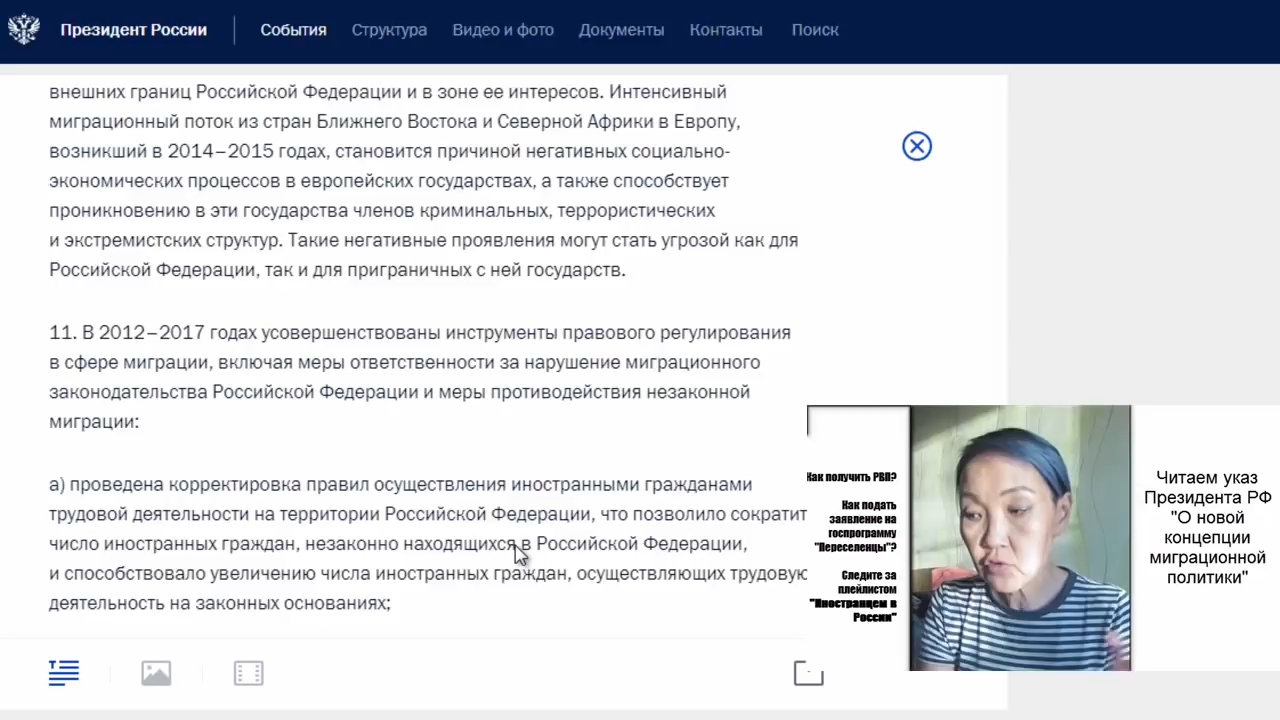 Президент России
События
Структура
Видео и фото
Документы
Контакты
Поиск
внешних границ Российской Федерации и в зоне ее интересов. Интенсивный
миграционный поток из стран Ближнего Востока и Северной Африки в Европу,
возникший в 2014–2015 годах, становится причиной негативных социально-
экономических процессов в европейских государствах, а также способствует
проникновению в эти государства членов криминальных, террористических
и экстремистских структур. Такие негативные проявления могут стать угрозой как для
Российской Федерации, так и для приграничных с ней государств.
11. В 2012–2017 годах усовершенствованы инструменты правового регулирования
в сфере миграции, включая меры ответственности за нарушение миграционного
законодательства Российской Федерации и меры противодействия незаконной
миграции:
а) проведена корректировка правил осуществления иностранными гражданами
трудовой деятельности на территории Российской Федерации, что позволило сократит
число иностранных граждан, незаконно находящихся в Российской Федерации,
и способствовало увеличению числа иностранных граждан, осуществляющих трудовую
деятельность на законных основаниях;
Как получить РВП?
Как подать
заявление на
госпрограмму
"Переселенцы"?
Следите за
плейлистом
"Иностранцем в
России"
Читаем указ
Президента РФ
"О новой
концепции
миграционной
политики"